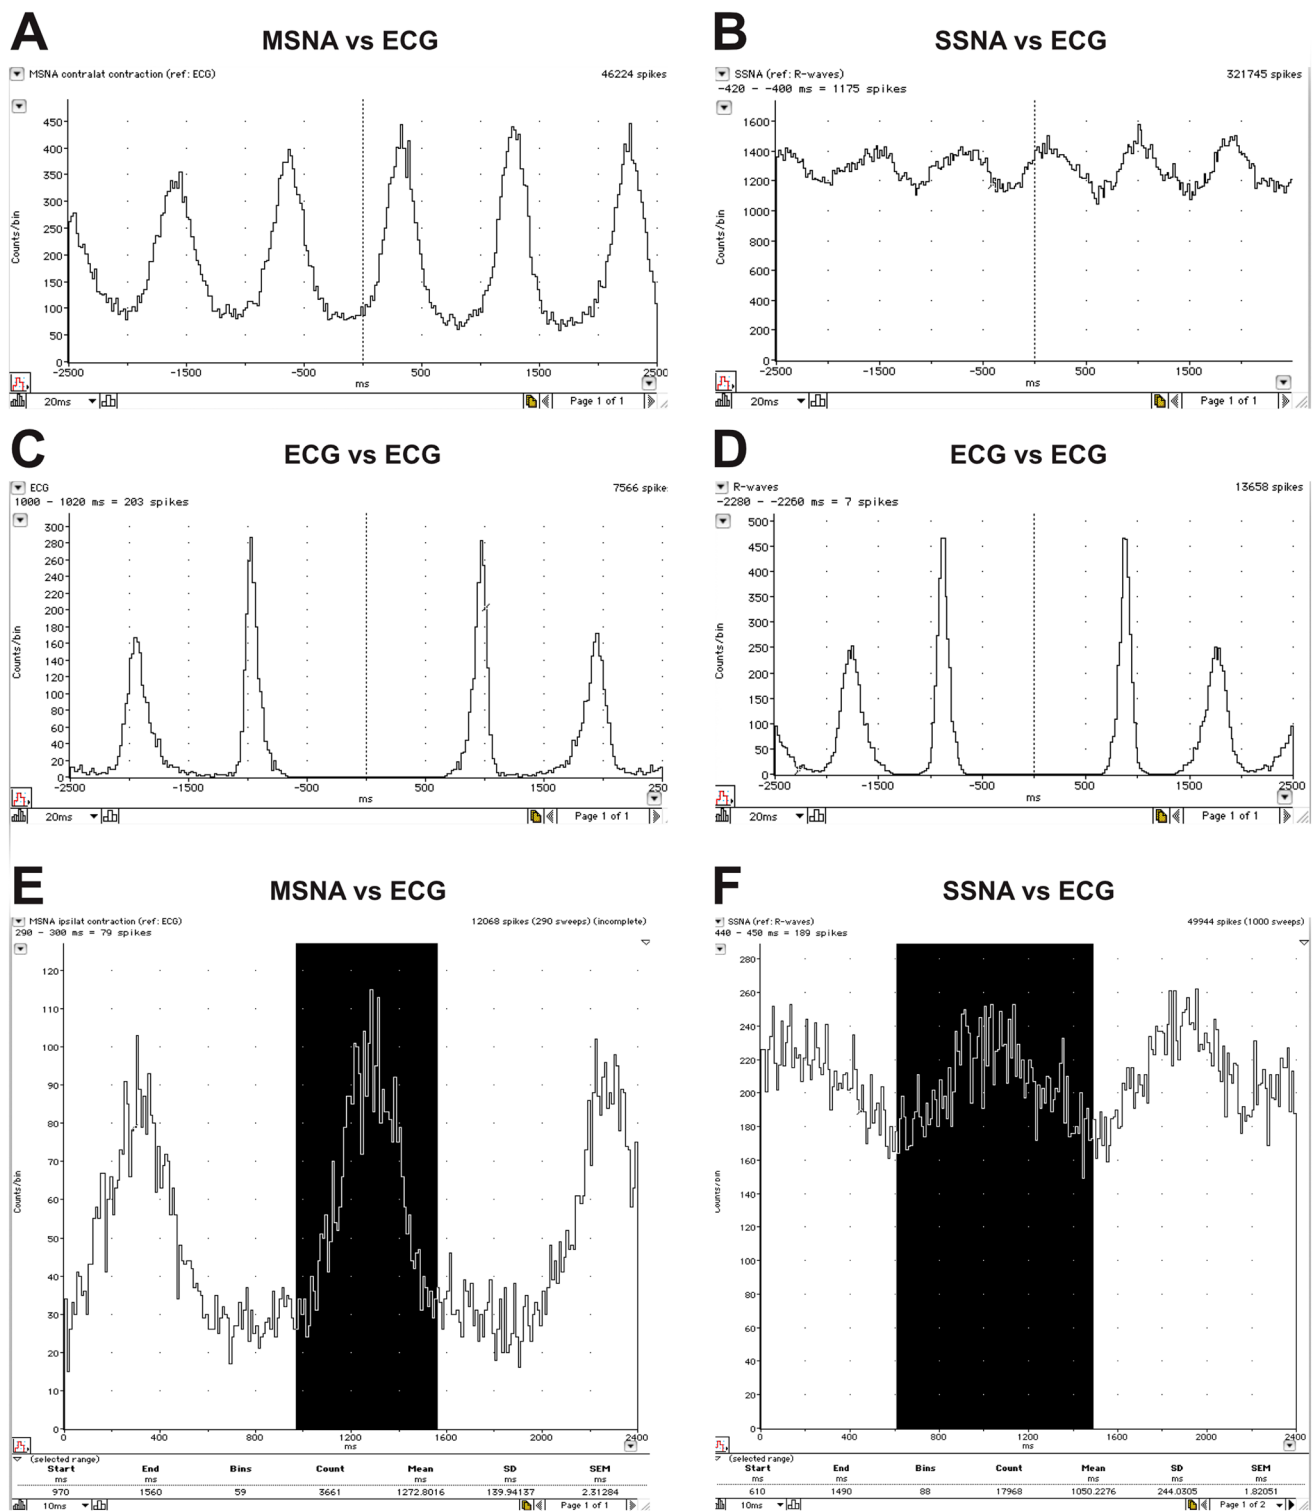 A
MSNA vs ECG
MSNA contralat contraction (ref: ECG)
46224 spikes
450
400
350
300
250
200
150
100
50
0
Counts/bin
-2500
-1500
-500
500
1500
2500
ms
20ms
Page 1 of 1
B
SSNA vs ECG
SSNA (ref: R-waves)
321745 spikes
-420 - -400 ms = 1175 spikes
1600
1400
1200
1000
800
600
400
200
0
Counts/bin
-2500
-1500
-500
500
1500
ms
20ms
Page 1 of 1
C
ECG vs ECG
ECG
7566 spike
1000 - 1020 ms = 203 spikes
300
280
260
240
220
200
180
160
140
120
100
80
60
40
20
0
Counts/bin
-2500
-1500
-500
500
1500
250
ms
20ms
Page 1 of 1
D
ECG vs ECG
R-waves
13658 spikes
-2280 - -2260 ms = 7 spikes
500
450
400
350
300
250
200
150
100
50
0
Counts/bin
-2500
-1500
-500
500
1500
2500
ms
20ms
Page 1 of 1
E
MSNA vs ECG
MSNA ipsilat contraction (ref: ECG)
12068 spikes (290 sweeps) (incomplete)
290 - 300 ms = 79 spikes
120
110
100
90
80
70
60
50
40
30
20
10
0
Counts/bin
0
400
800
1200
1600
2000
2400
ms
(selected range)
Start End Bins Count Mean SD SEM
ms ms ms ms ms
970 1560 59 3661 1272.8016 139.94137 2.31284
10ms
Page 1 of 1
F
SSNA vs ECG
SSNA (ref: R-waves)
49944 spikes (1000 sweeps)
440 - 450 ms = 189 spikes
280
260
240
220
200
180
160
140
120
100
80
60
40
20
0
Counts/bin
0
400
800
1200
1600
2000
2400
ms
(selected range)
Start End Bins Count Mean SD SEM
ms ms ms ms ms
610 1490 88 17968 1050.2276 244.0305 1.82051
10ms
Page 1 of 2